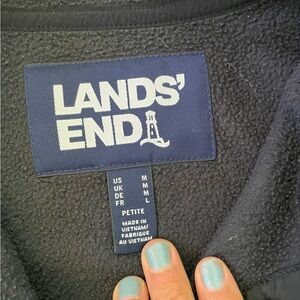 LANDS'
END
US M
UK M
DE M
FR L
PETITE
MADE IN
VIETNAM/
FABRIQUÉ
AU VIETNAM